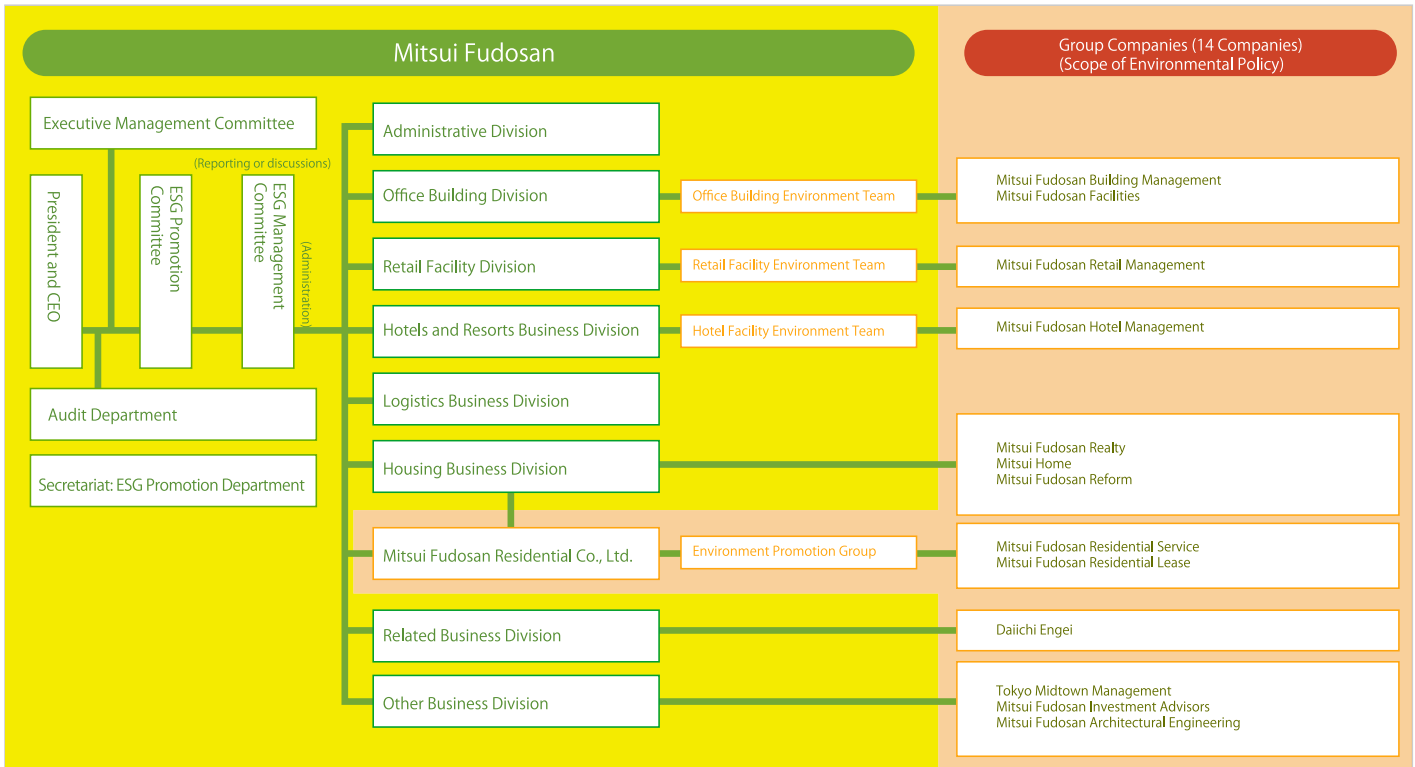 Mitsui Fudosan
Group Companies (14 Companies)
(Scope of Environmental Policy)
Executive Management Committee
(Reporting or discussions)
President and CEO
ESG Promotion
Committee
ESG Management
Committee
(Administration)
Audit Department
Secretariat: ESG Promotion Department
Administrative Division
Office Building Division
Office Building Environment Team
Mitsui Fudosan Building Management
Mitsui Fudosan Facilities
Retail Facility Division
Retail Facility Environment Team
Mitsui Fudosan Retail Management
Hotels and Resorts Business Division
Hotel Facility Environment Team
Mitsui Fudosan Hotel Management
Logistics Business Division
Housing Business Division
Mitsui Fudosan Realty
Mitsui Home
Mitsui Fudosan Reform
Mitsui Fudosan Residential Co., Ltd.
Environment Promotion Group
Mitsui Fudosan Residential Service
Mitsui Fudosan Residential Lease
Related Business Division
Daiichi Engei
Other Business Division
Tokyo Midtown Management
Mitsui Fudosan Investment Advisors
Mitsui Fudosan Architectural Engineering